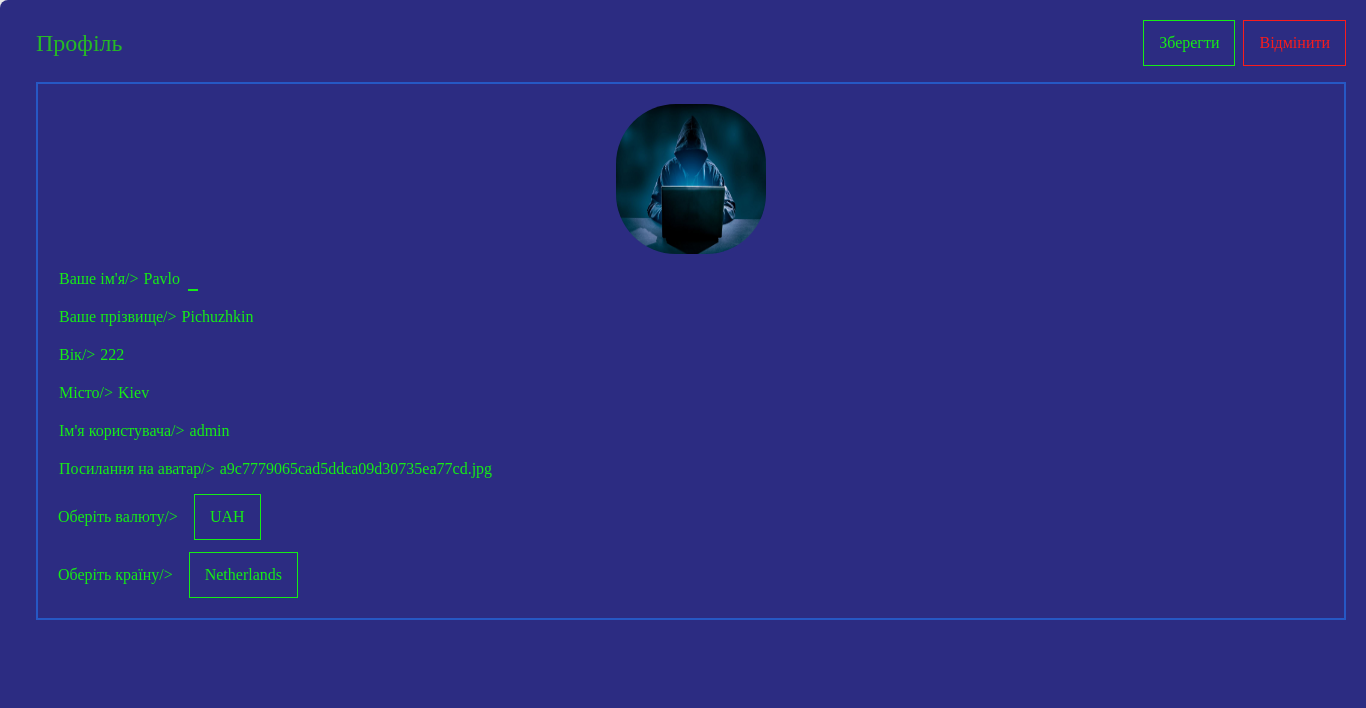 Профіль
Зберегти
Відмінити
Ваше ім'я/> Pavlo _
Ваше прізвище/> Pichuzhkin
Вік/> 222
Місто/> Kiev
Ім'я користувача/> admin
Посилання на аватар/> a9c7779065cad5ddca09d30735ea77cd.jpg
Оберіть валюту/> UAH
Оберіть країну/> Netherlands